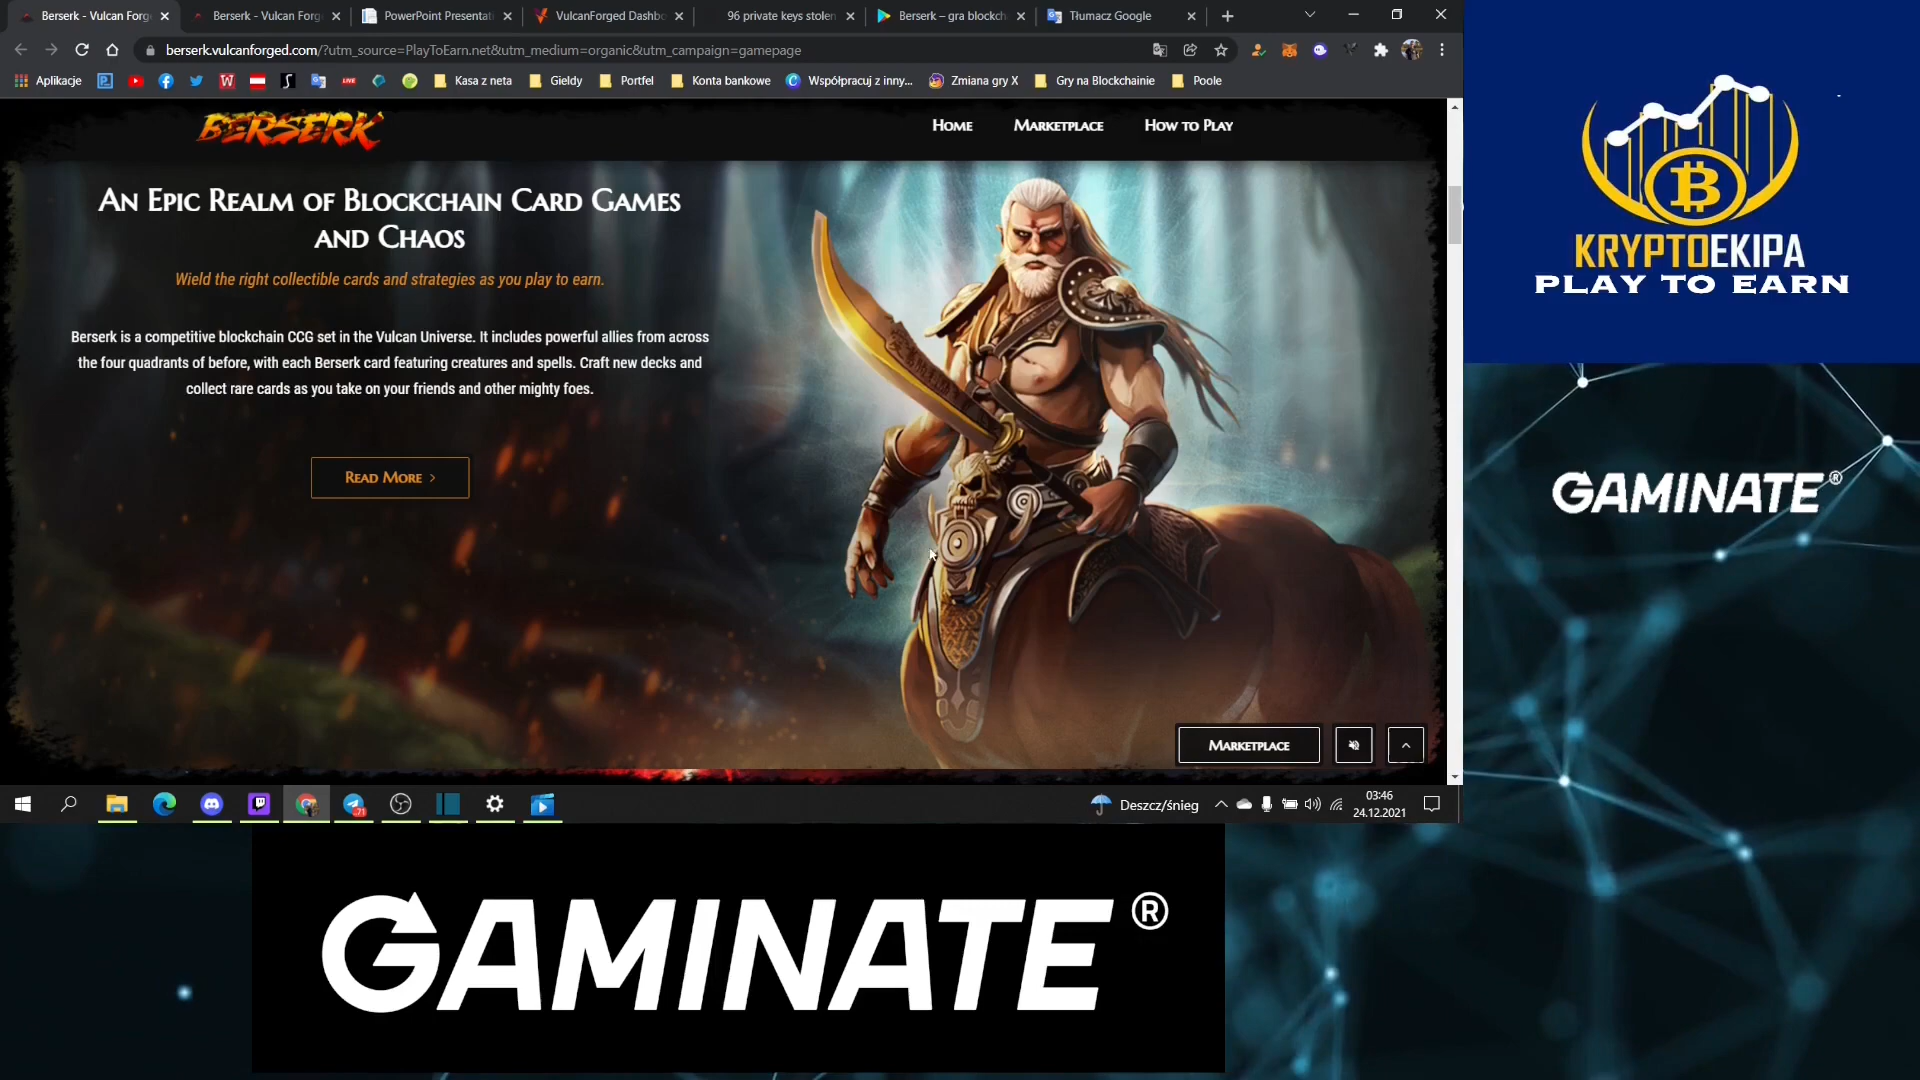 Berserk - Vulcan Forg
Berserk - Vulcan Forg
PowerPoint Presentati
VulcanForged Dashbo
96 private keys stolen
Berserk – gra blockch
Tłumacz Google
berserk.vulcanforged.com/?utm_source=PlayToEarn.net&utm_medium=organic&utm_campaign=gamepage
Aplikacje
Kasa z neta
Gieldy
Portfel
Konta bankowe
Współpracuj z inny...
Zmiana gry X
Gry na Blockchainie
Poole
BERSERK
Home
Marketplace
How to Play
An Epic Realm of Blockchain Card Games
and Chaos
Wield the right collectible cards and strategies as you play to earn.
Berserk is a competitive blockchain CCG set in the Vulcan Universe. It includes powerful allies from across
the four quadrants of before, with each Berserk card featuring creatures and spells. Craft new decks and
collect rare cards as you take on your friends and other mighty foes.
Read More >
Marketplace
Deszcz/śnieg
03:46
24.12.2021
KRYPTOEKIPA
PLAY TO EARN
GAMINATE®
GAMINATE®